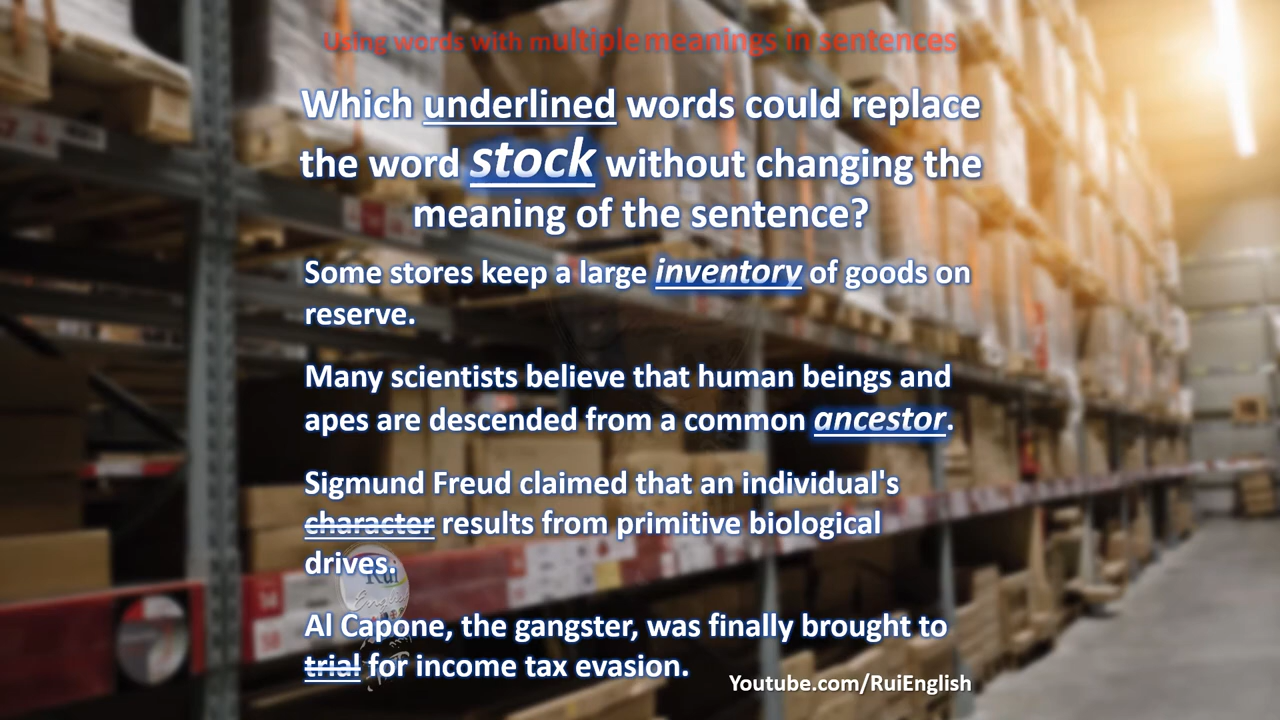 Using words with multiple meanings in sentences
Which underlined words could replace
the word stock without changing the
meaning of the sentence?
Some stores keep a large inventory of goods on
reserve.
Many scientists believe that human beings and
apes are descended from a common ancestor.
Sigmund Freud claimed that an individual's
character results from primitive biological
drives.
Rui
English
Al Capone, the gangster, was finally brought to
trial for income tax evasion.
Youtube.com/RuiEnglish